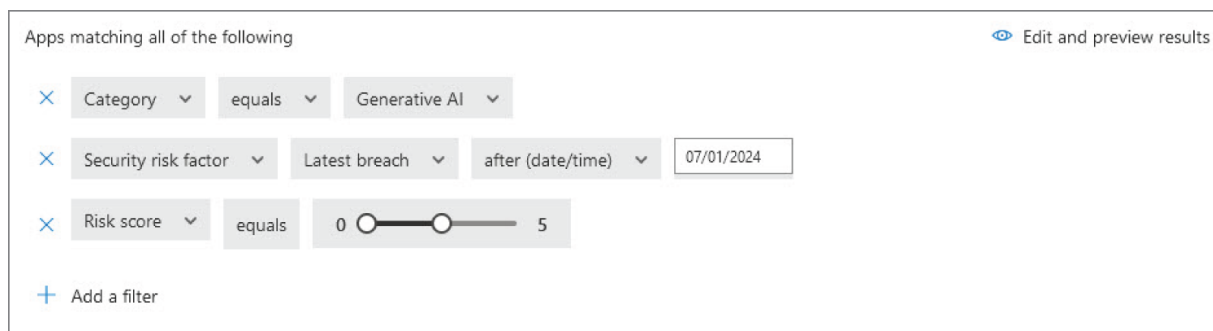 Apps matching all of the following Edit and preview results
Category equals Generative AI
Security risk factor Latest breach after (date/time) 07/01/2024
Risk score equals 0 5
Add a filter